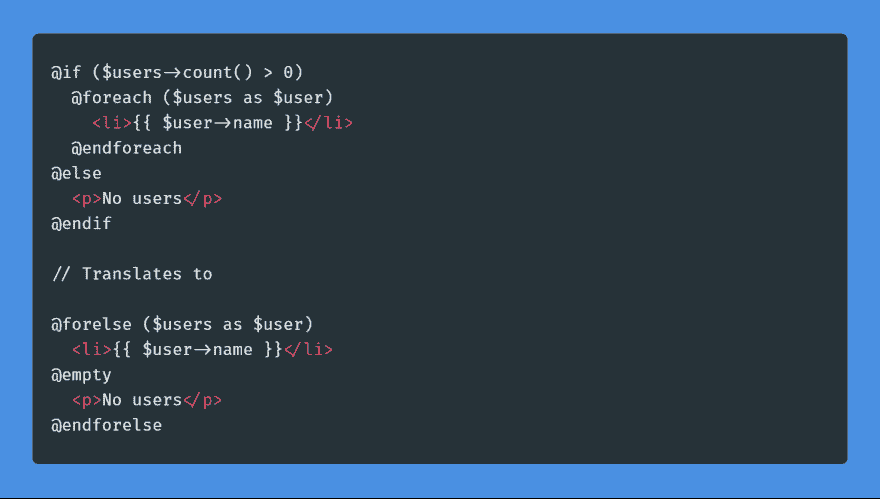 @if ($users->count() > 0)
@foreach ($users as $user)
<li>{{ $user->name }}</li>
@endforeach
@else
<p>No users</p>
@endif
// Translates to
@forelse ($users as $user)
<li>{{ $user->name }}</li>
@empty
<p>No users</p>
@endforelse